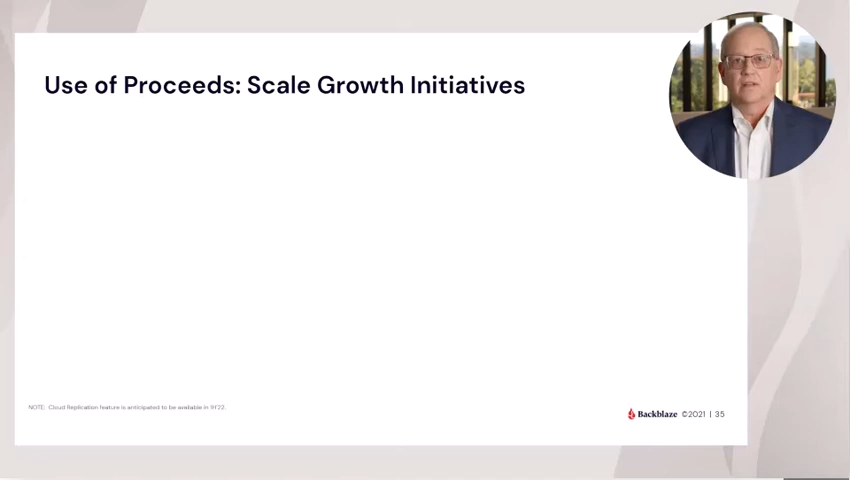 Use of Proceeds: Scale Growth Initiatives
NOTE: Cloud Replication feature is anticipated to be available in 1H'22.
Backblaze ©2021 | 35